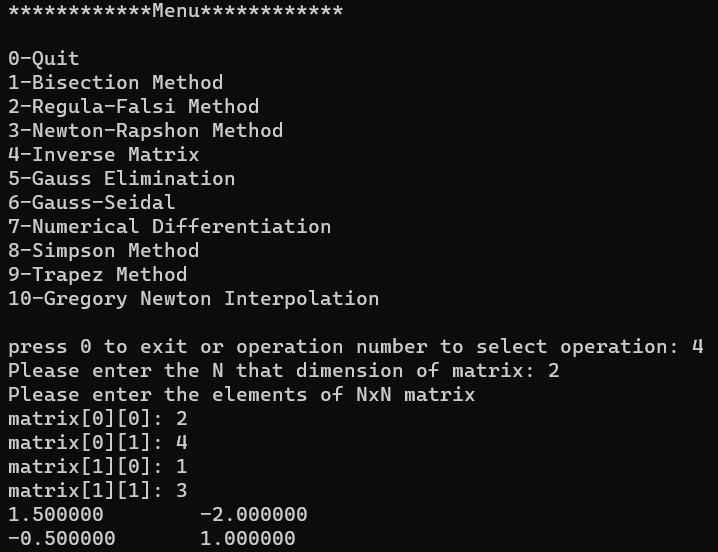 ************Menu************
0-Quit
1-Bisection Method
2-Regula-Falsi Method
3-Newton-Rapshon Method
4-Inverse Matrix
5-Gauss Elimination
6-Gauss-Seidal
7-Numerical Differentiation
8-Simpson Method
9-Trapez Method
10-Gregory Newton Interpolation
press 0 to exit or operation number to select operation: 4
Please enter the N that dimension of matrix: 2
Please enter the elements of NxN matrix
matrix[0][0]: 2
matrix[0][1]: 4
matrix[1][0]: 1
matrix[1][1]: 3
1.500000        -2.000000
-0.500000       1.000000